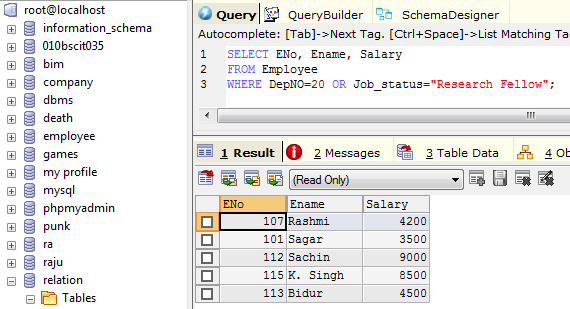 root@localhost
information_schema
010bscit035
bim
company
dbms
death
employee
games
my profile
mysql
phpmyadmin
punk
ra
raju
relation
Tables
Query QueryBuilder SchemaDesigner
Autocomplete: [Tab]->Next Tag. [Ctrl+Space]->List Matching
1 SELECT ENo, Ename, Salary
2 FROM Employee
3 WHERE DepNO=20 OR Job_status="Research Fellow";
1 Result 2 Messages 3 Table Data 4
(Read Only)
ENo Ename Salary
107 Rashmi 4200
101 Sagar 3500
112 Sachin 9000
115 K. Singh 8500
113 Bidur 4500